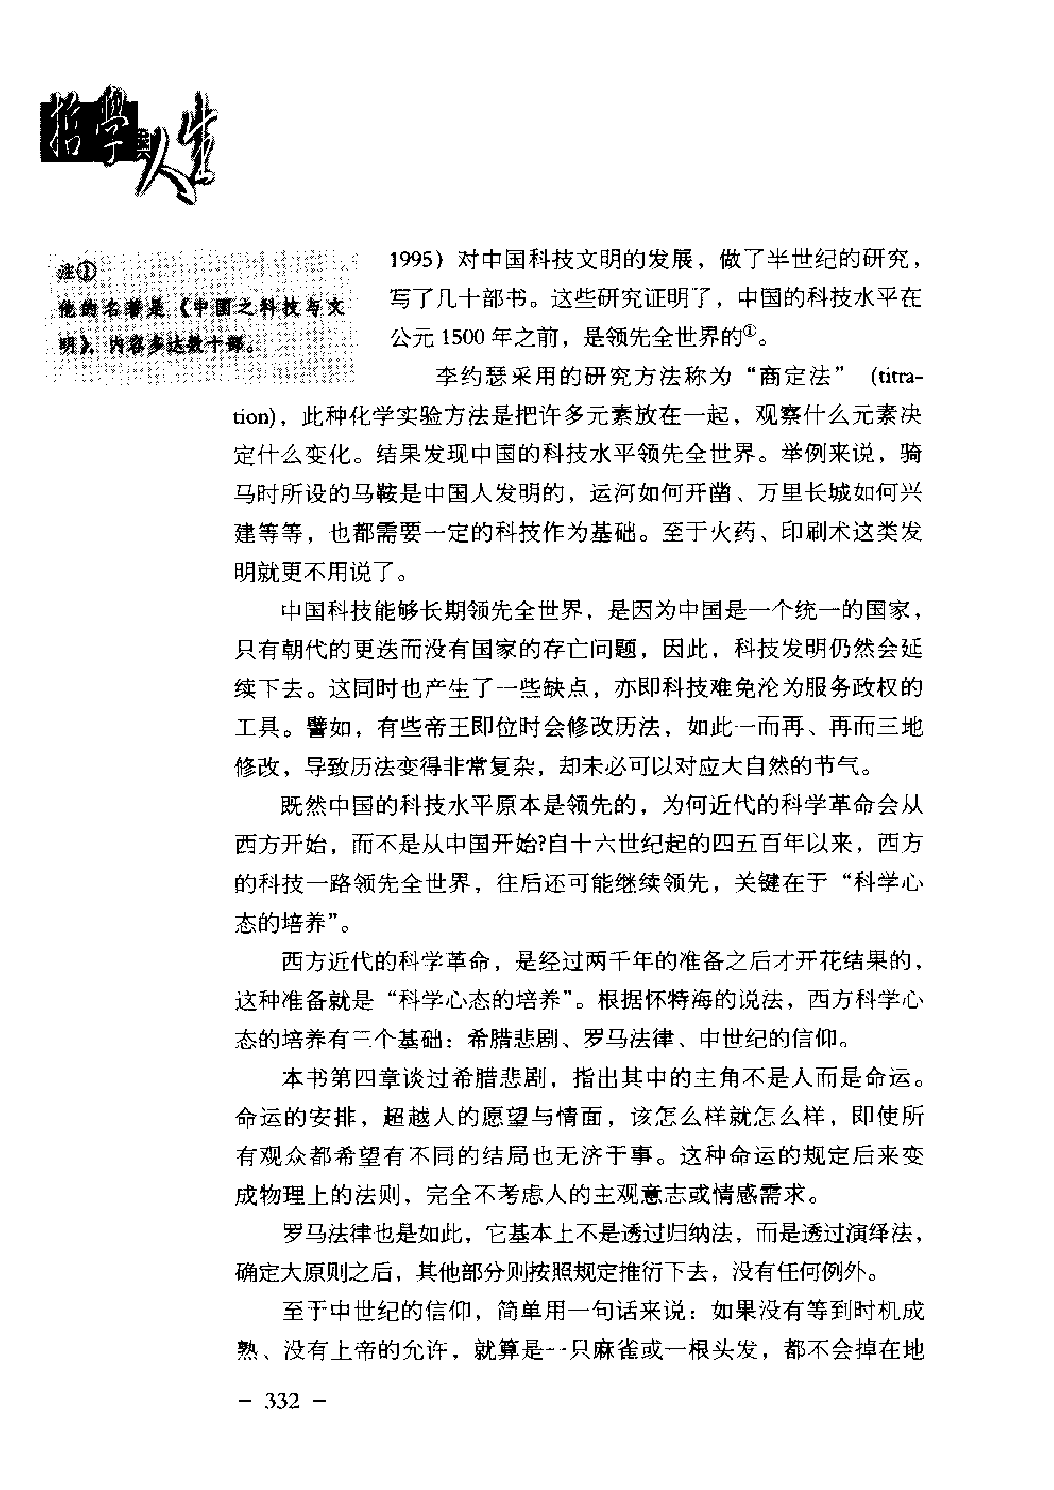 哲學與人生
注①
他的名著是《中国之科技与文
明》，内容多达数十部。
1995）对中国科技文明的发展，做了半世纪的研究，
写了几十部书。这些研究证明了，中国的科技水平在
公元 1500 年之前，是领先全世界的①。
李约瑟采用的研究方法称为“商定法”（titra-
tion)，此种化学实验方法是把许多元素放在一起，观察什么元素决
定什么变化。结果发现中国的科技水平领先全世界。举例来说，骑
马时所设的马鞍是中国人发明的，运河如何开凿、万里长城如何兴
建等等，也都需要一定的科技作为基础。至于火药、印刷术这类发
明就更不用说了。
中国科技能够长期领先全世界，是因为中国是一个统一的国家，
只有朝代的更迭而没有国家的存亡问题，因此，科技发明仍然会延
续下去。这同时也产生了一些缺点，亦即科技难免沦为服务政权的
工具。譬如，有些帝王即位时会修改历法，如此一而再、再而三地
修改，导致历法变得非常复杂，却未必可以对应大自然的节气。
既然中国的科技水平原本是领先的，为何近代的科学革命会从
西方开始，而不是从中国开始?自十六世纪起的四五百年以来，西方
的科技一路领先全世界，往后还可能继续领先，关键在于“科学心
态的培养”。
西方近代的科学革命，是经过两千年的准备之后才开花结果的，
这种准备就是“科学心态的培养”。根据怀特海的说法，西方科学心
态的培养有三个基础：希腊悲剧、罗马法律、中世纪的信仰。
本书第四章谈过希腊悲剧，指出其中的主角不是人而是命运。
命运的安排，超越人的愿望与情面，该怎么样就怎么样，即使所
有观众都希望有不同的结局也无济于事。这种命运的规定后来变
成物理上的法则，完全不考虑人的主观意志或情感需求。
罗马法律也是如此，它基本上不是透过归纳法，而是透过演绎法，
确定大原则之后，其他部分则按照规定推衍下去，没有任何例外。
至于中世纪的信仰，简单用一句话来说：如果没有等到时机成
熟、没有上帝的允许，就算是一只麻雀或一根头发，都不会掉在地
- 332 -